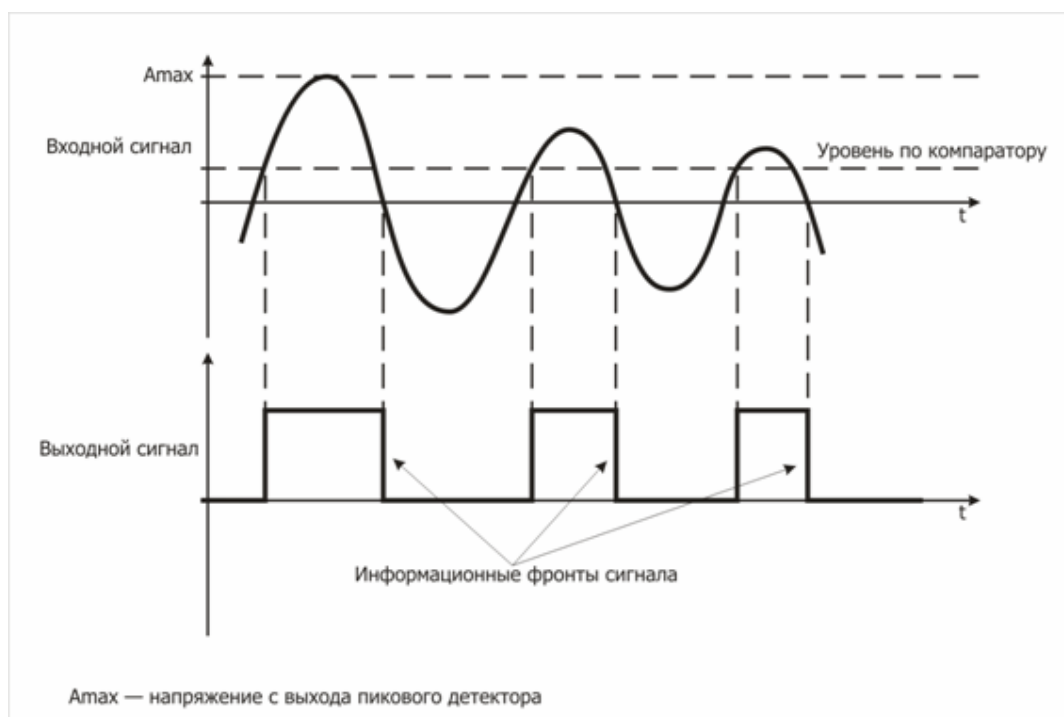 Amax
Входной сигнал
Уровень по компаратору
t
Выходной сигнал
t
Информационные фронты сигнала
Amax — напряжение с выхода пикового детектора